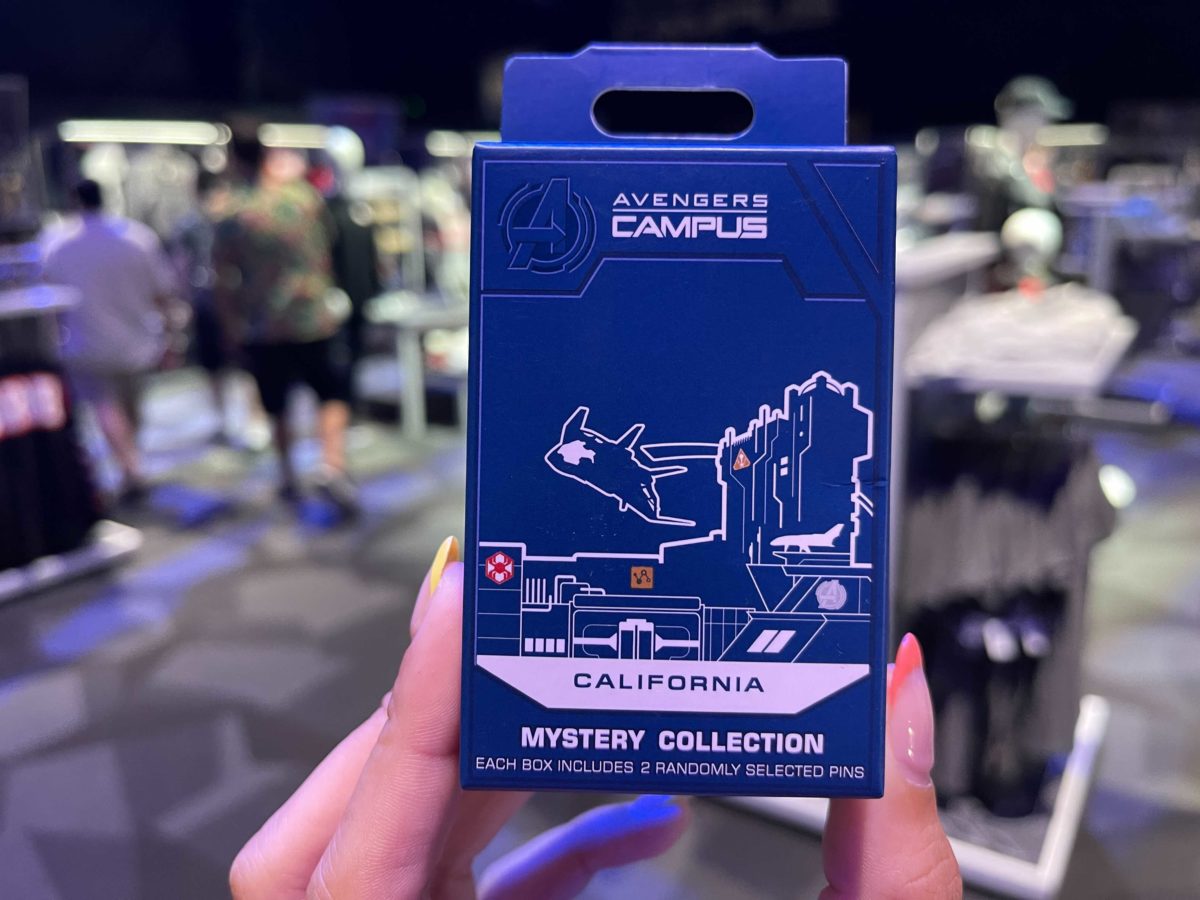 AVENGERS
CAMPUS
CALIFORNIA
MYSTERY COLLECTION
EACH BOX INCLUDES 2 RANDOMLY SELECTED PINS